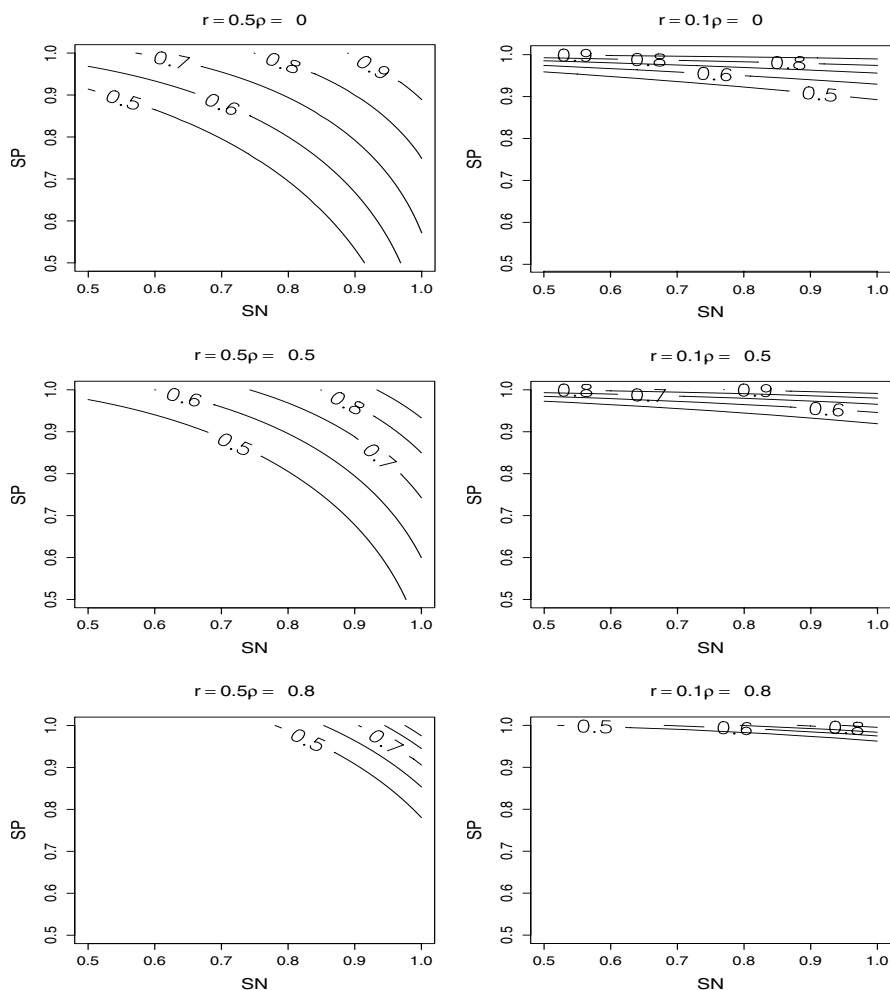 r = 0.5ρ = 0
0.5 0.6 0.7 0.8 0.9 1.0
SP
0.5 0.6 0.7 0.8 0.9
0.5 0.6 0.7 0.8 0.9 1.0
SN
r = 0.1ρ = 0
0.5 0.6 0.7 0.8 0.9 1.0
SP
0.9 0.8 0.8 0.6 0.5
0.5 0.6 0.7 0.8 0.9 1.0
SN
r = 0.5ρ = 0.5
0.5 0.6 0.7 0.8 0.9 1.0
SP
0.5 0.6 0.7 0.8
0.5 0.6 0.7 0.8 0.9 1.0
SN
r = 0.1ρ = 0.5
0.5 0.6 0.7 0.8 0.9 1.0
SP
0.8 0.7 0.9 0.6
0.5 0.6 0.7 0.8 0.9 1.0
SN
r = 0.5ρ = 0.8
0.5 0.6 0.7 0.8 0.9 1.0
SP
0.5 0.7
0.5 0.6 0.7 0.8 0.9 1.0
SN
r = 0.1ρ = 0.8
0.5 0.6 0.7 0.8 0.9 1.0
SP
0.5 0.6 0.8
0.5 0.6 0.7 0.8 0.9 1.0
SN